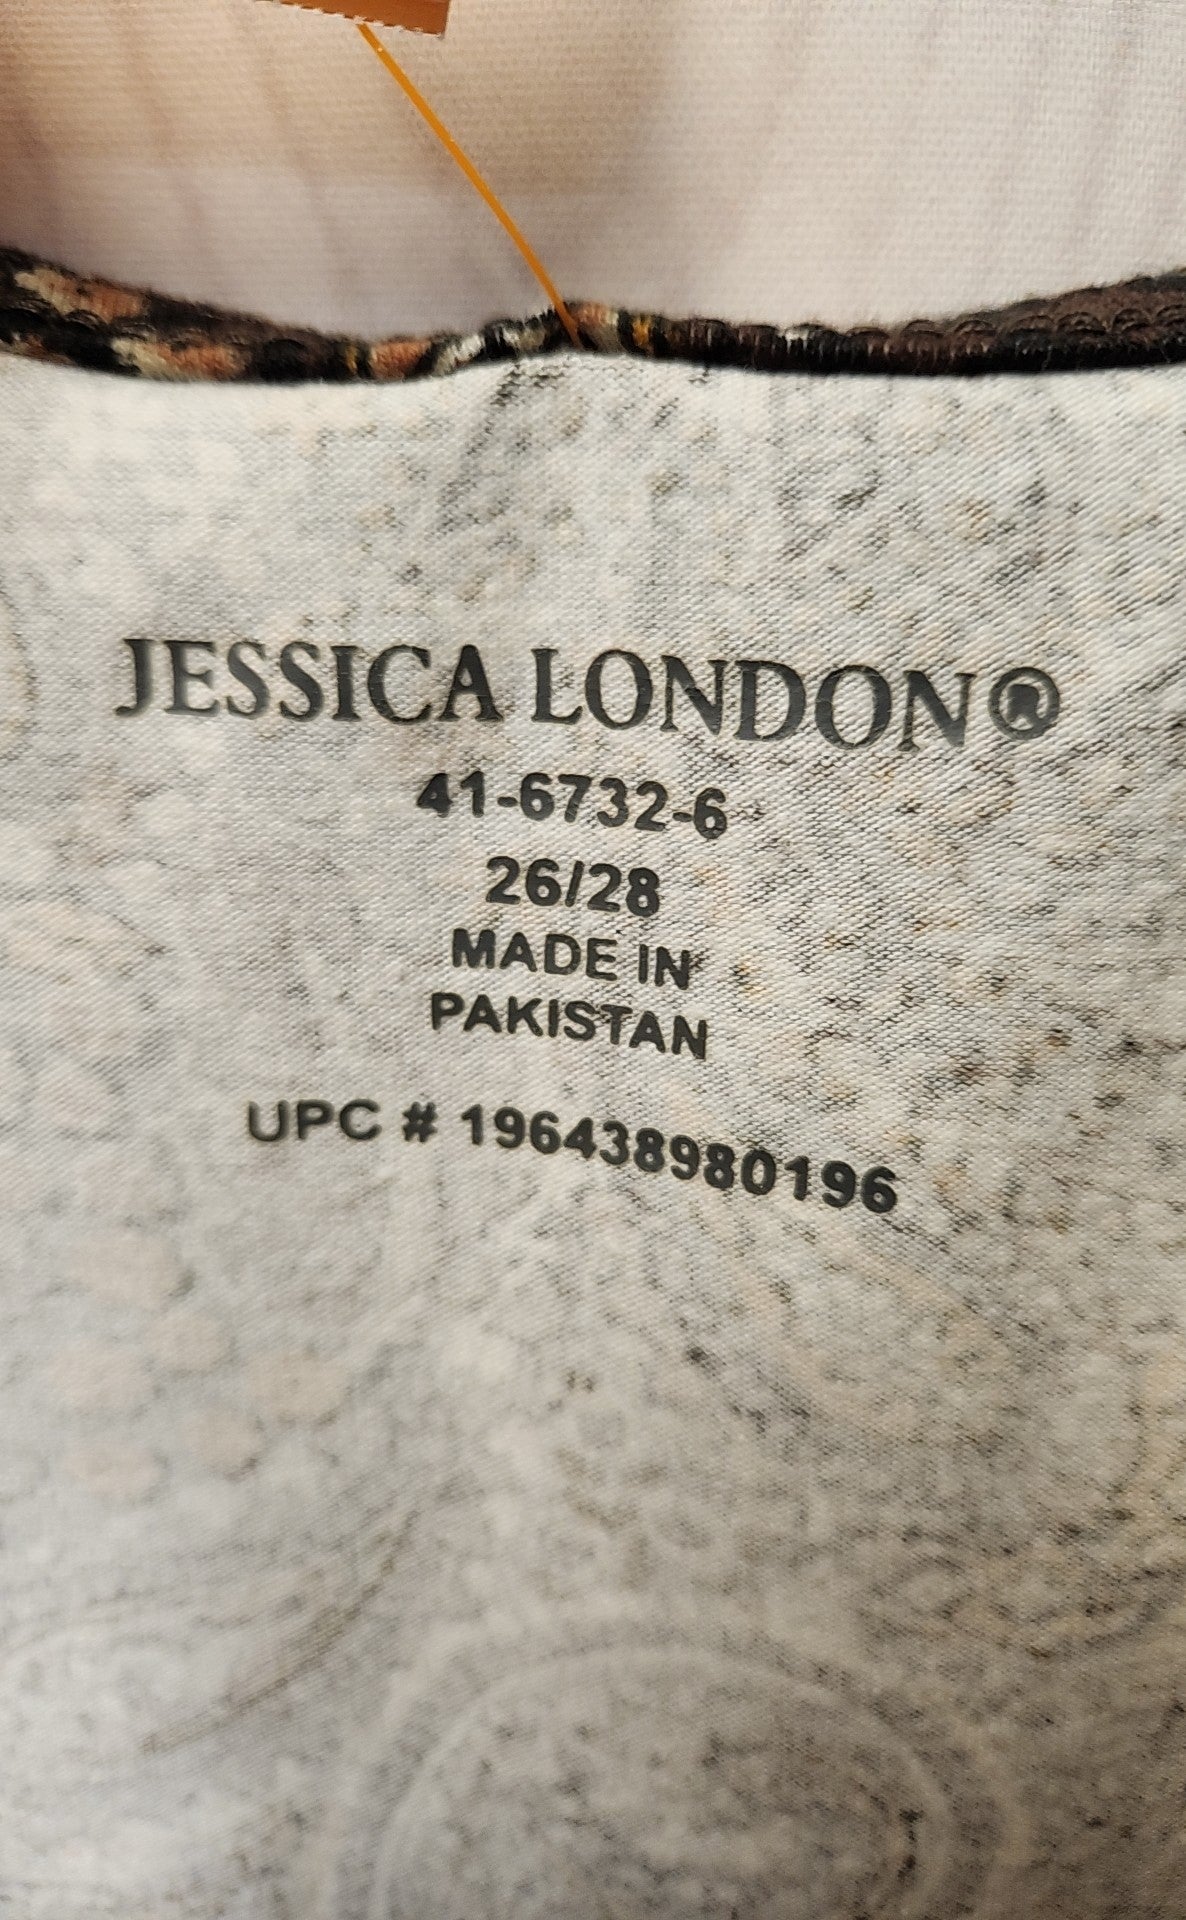 JESSICA LONDON®
41-6732-6
26/28
MADE IN
PAKISTAN
UPC # 196438980196